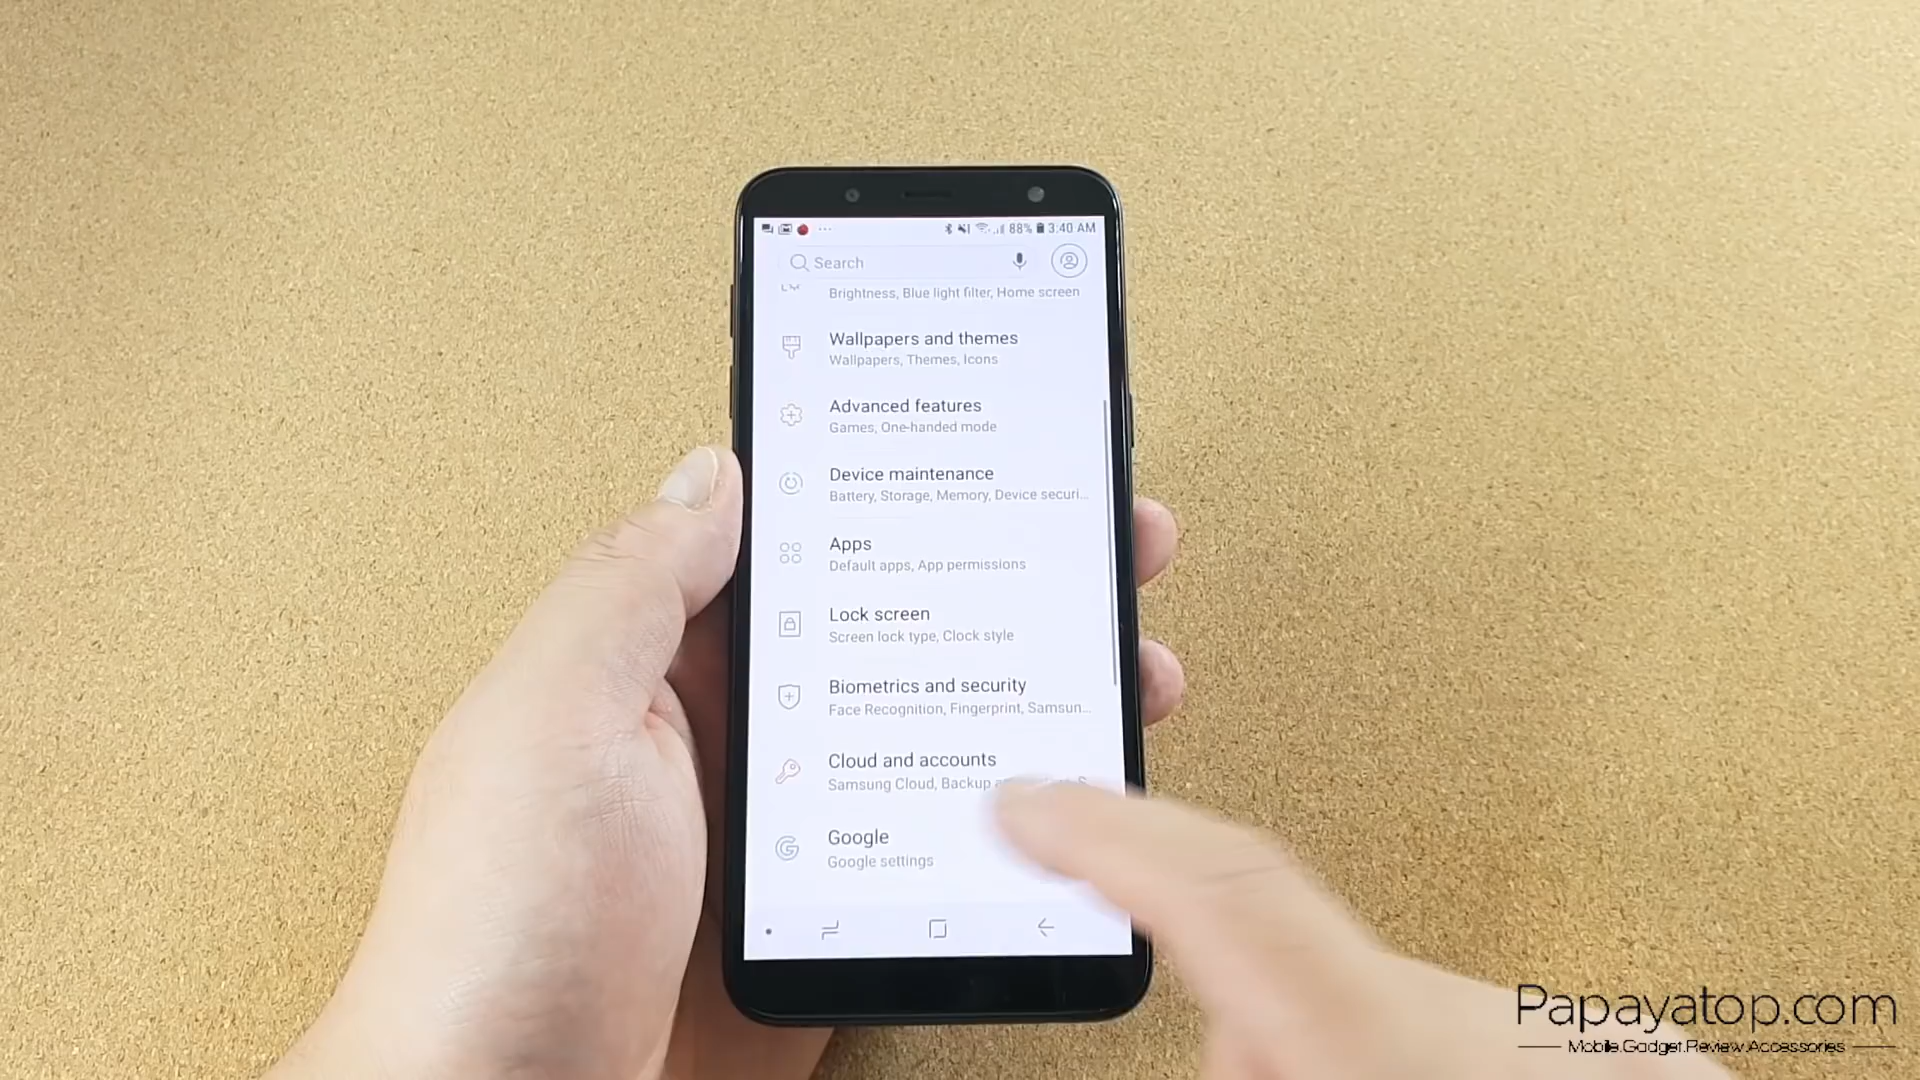 88% 3:40 AM
Search
Brightness, Blue light filter, Home screen
Wallpapers and themes
Wallpapers, Themes, Icons
Advanced features
Games, One-handed mode
Device maintenance
Battery, Storage, Memory, Device securi...
Apps
Default apps, App permissions
Lock screen
Screen lock type, Clock style
Biometrics and security
Face Recognition, Fingerprint, Samsun...
Cloud and accounts
Samsung Cloud, Backup
Google
Google settings
Papayatop.com
Mobile.Gadget.Review.Accessories